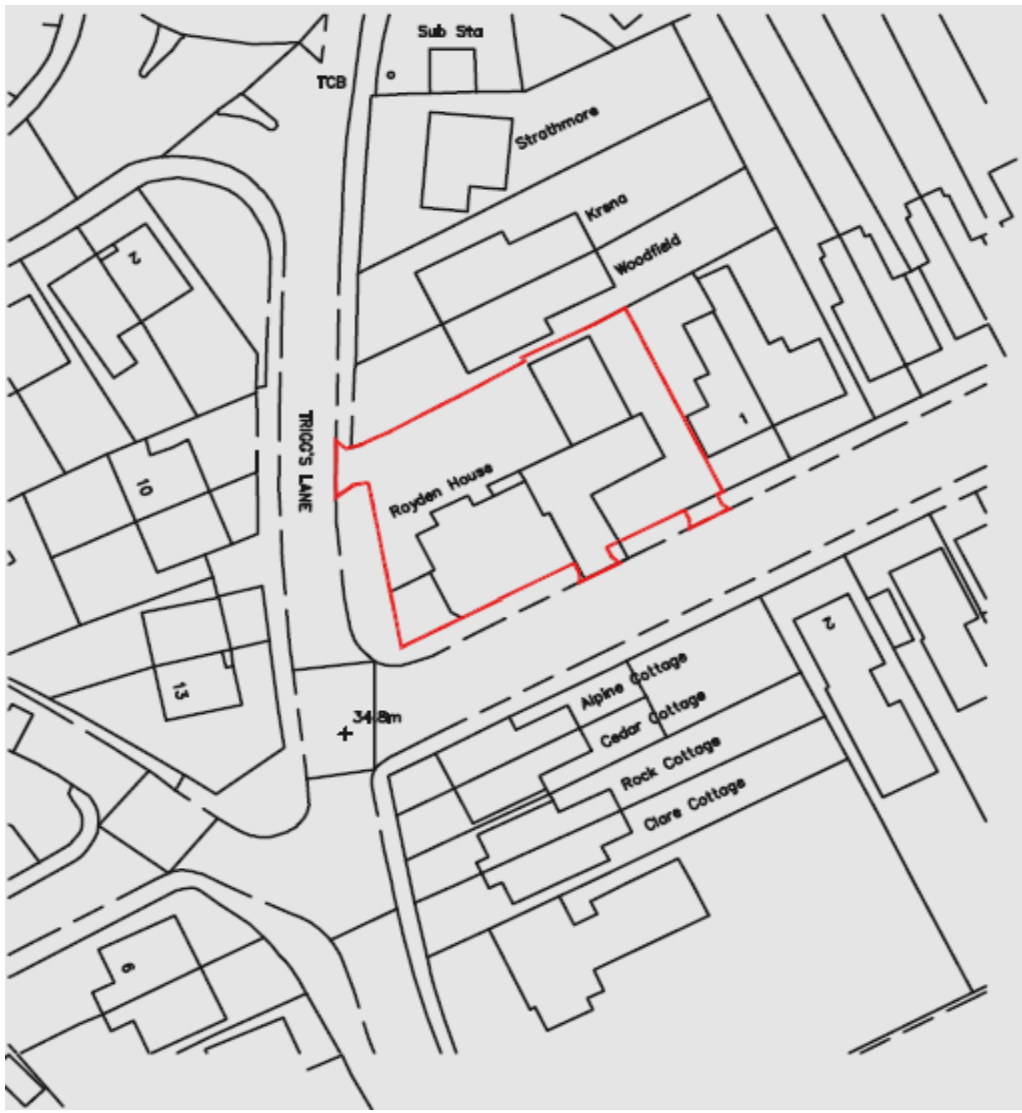 Sub Sta
TCB
Strathmore
Krana
Woodfield
2
1
TRIGG'S LANE
Royden House
10
2
Alpine Cottage
13
34.8m
Cedar Cottage
Rock Cottage
Clare Cottage
6